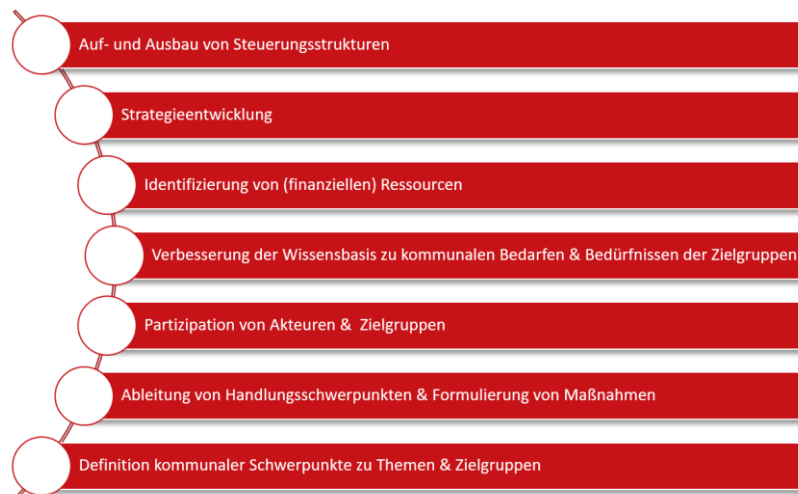 Auf- und Ausbau von Steuerungsstrukturen
Strategieentwicklung
Identifizierung von (finanziellen) Ressourcen
Verbesserung der Wissensbasis zu kommunalen Bedarfen & Bedürfnissen der Zielgruppen
Partizipation von Akteuren & Zielgruppen
Ableitung von Handlungsschwerpunkten & Formulierung von Maßnahmen
Definition kommunaler Schwerpunkte zu Themen & Zielgruppen